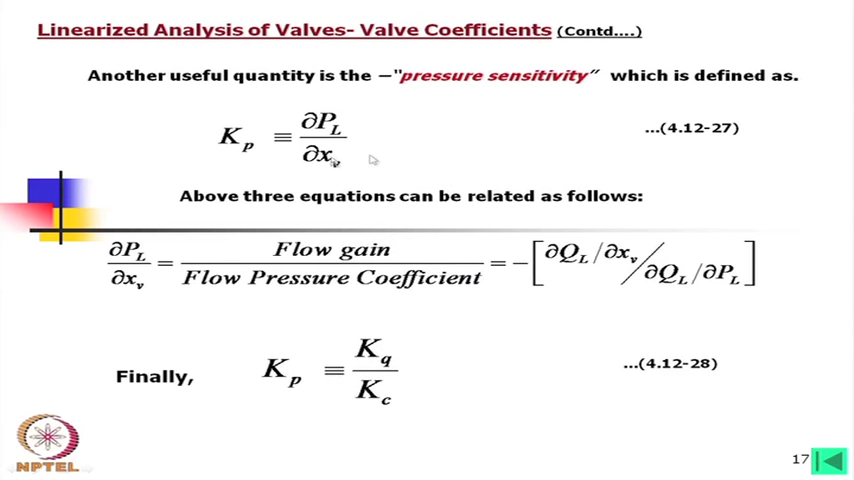 Linearized Analysis of Valves- Valve Coefficients (Contd....)
Another useful quantity is the –"pressure sensitivity" which is defined as.
K_p ≡ ∂P_L / ∂x_v ...(4.12-27)
Above three equations can be related as follows:
∂P_L / ∂x_v = Flow gain / Flow Pressure Coefficient = − [ ∂Q_L / ∂x_v / ∂Q_L / ∂P_L ]
Finally, K_p ≡ K_q / K_c ...(4.12-28)
NPTEL
17